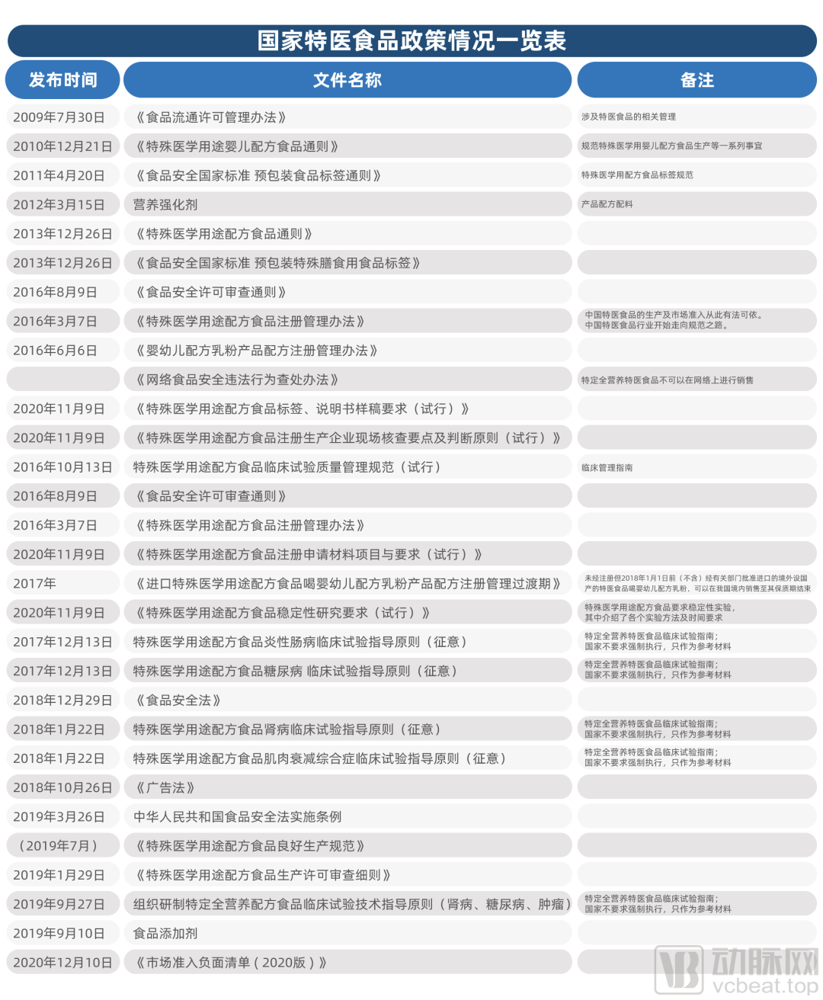 国家特医食品政策情况一览表
发布时间 文件名称 备注
2009年7月30日 《食品流通许可管理办法》 涉及特医食品的相关管理
2010年12月21日 《特殊医学用途婴儿配方食品通则》 规范特殊医学用婴儿配方食品生产等一系列事宜
2011年4月20日 《食品安全国家标准 预包装食品标签通则》 特殊医学用配方食品标签规范
2012年3月15日 营养强化剂 产品配方配料
2013年12月26日 《特殊医学用途配方食品通则》
2013年12月26日 《食品安全国家标准 预包装特殊膳食用食品标签》
2016年8月9日 《食品安全许可审查通则》
2016年3月7日 《特殊医学用途配方食品注册管理办法》 中国特医食品的生产及市场准入从此有法可依。
中国特医食品行业开始走向规范之路。
2016年6月6日 《婴幼儿配方乳粉产品配方注册管理办法》
《网络食品安全违法行为查处办法》 特定全营养特医食品不可以在网络上进行销售
2020年11月9日 《特殊医学用途配方食品标签、说明书样稿要求（试行）》
2020年11月9日 《特殊医学用途配方食品注册生产企业现场核查要点及判断原则（试行）》
2016年10月13日 特殊医学用途配方食品临床试验质量管理规范（试行） 临床管理指南
2016年8月9日 《食品安全许可审查通则》
2016年3月7日 《特殊医学用途配方食品注册管理办法》
2020年11月9日 《特殊医学用途配方食品注册申请材料项目与要求（试行）》
2017年 《进口特殊医学用途配方食品喝婴幼儿配方乳粉产品配方注册管理过渡期》 未经注册但2018年1月1日前（不含）经有关部门批准进口的境外设国
产的特医食品喝婴幼儿配方乳粉，可以在我国境内销售至其保质期结束
2020年11月9日 《特殊医学用途配方食品稳定性研究要求（试行）》 特殊医学用途配方食品要求稳定性实验，
其中介绍了各个实验方法及时间要求
2017年12月13日 特殊医学用途配方食品炎性肠病临床试验指导原则（征意） 特定全营养特医食品临床试验指南；
国家不要求强制执行，只作为参考材料
2017年12月13日 特殊医学用途配方食品糖尿病 临床试验指导原则（征意） 特定全营养特医食品临床试验指南；
国家不要求强制执行，只作为参考材料
2018年12月29日 《食品安全法》
2018年1月22日 特殊医学用途配方食品肾病临床试验指导原则（征意） 特定全营养特医食品临床试验指南；
国家不要求强制执行，只作为参考材料
2018年1月22日 特殊医学用途配方食品肌肉衰减综合症临床试验指导原则（征意） 特定全营养特医食品临床试验指南；
国家不要求强制执行，只作为参考材料
2018年10月26日 《广告法》
2019年3月26日 中华人民共和国食品安全法实施条例
（2019年7月） 《特殊医学用途配方食品良好生产规范》
2019年1月29日 《特殊医学用途配方食品生产许可审查细则》
2019年9月27日 组织研制特定全营养配方食品临床试验技术指导原则（肾病、糖尿病、肿瘤） 特定全营养特医食品临床试验指南；
国家不要求强制执行，只作为参考材料
2019年9月10日 食品添加剂
2020年12月10日 《市场准入负面清单（2020版）》
VB 动脉网
vcbeat.top